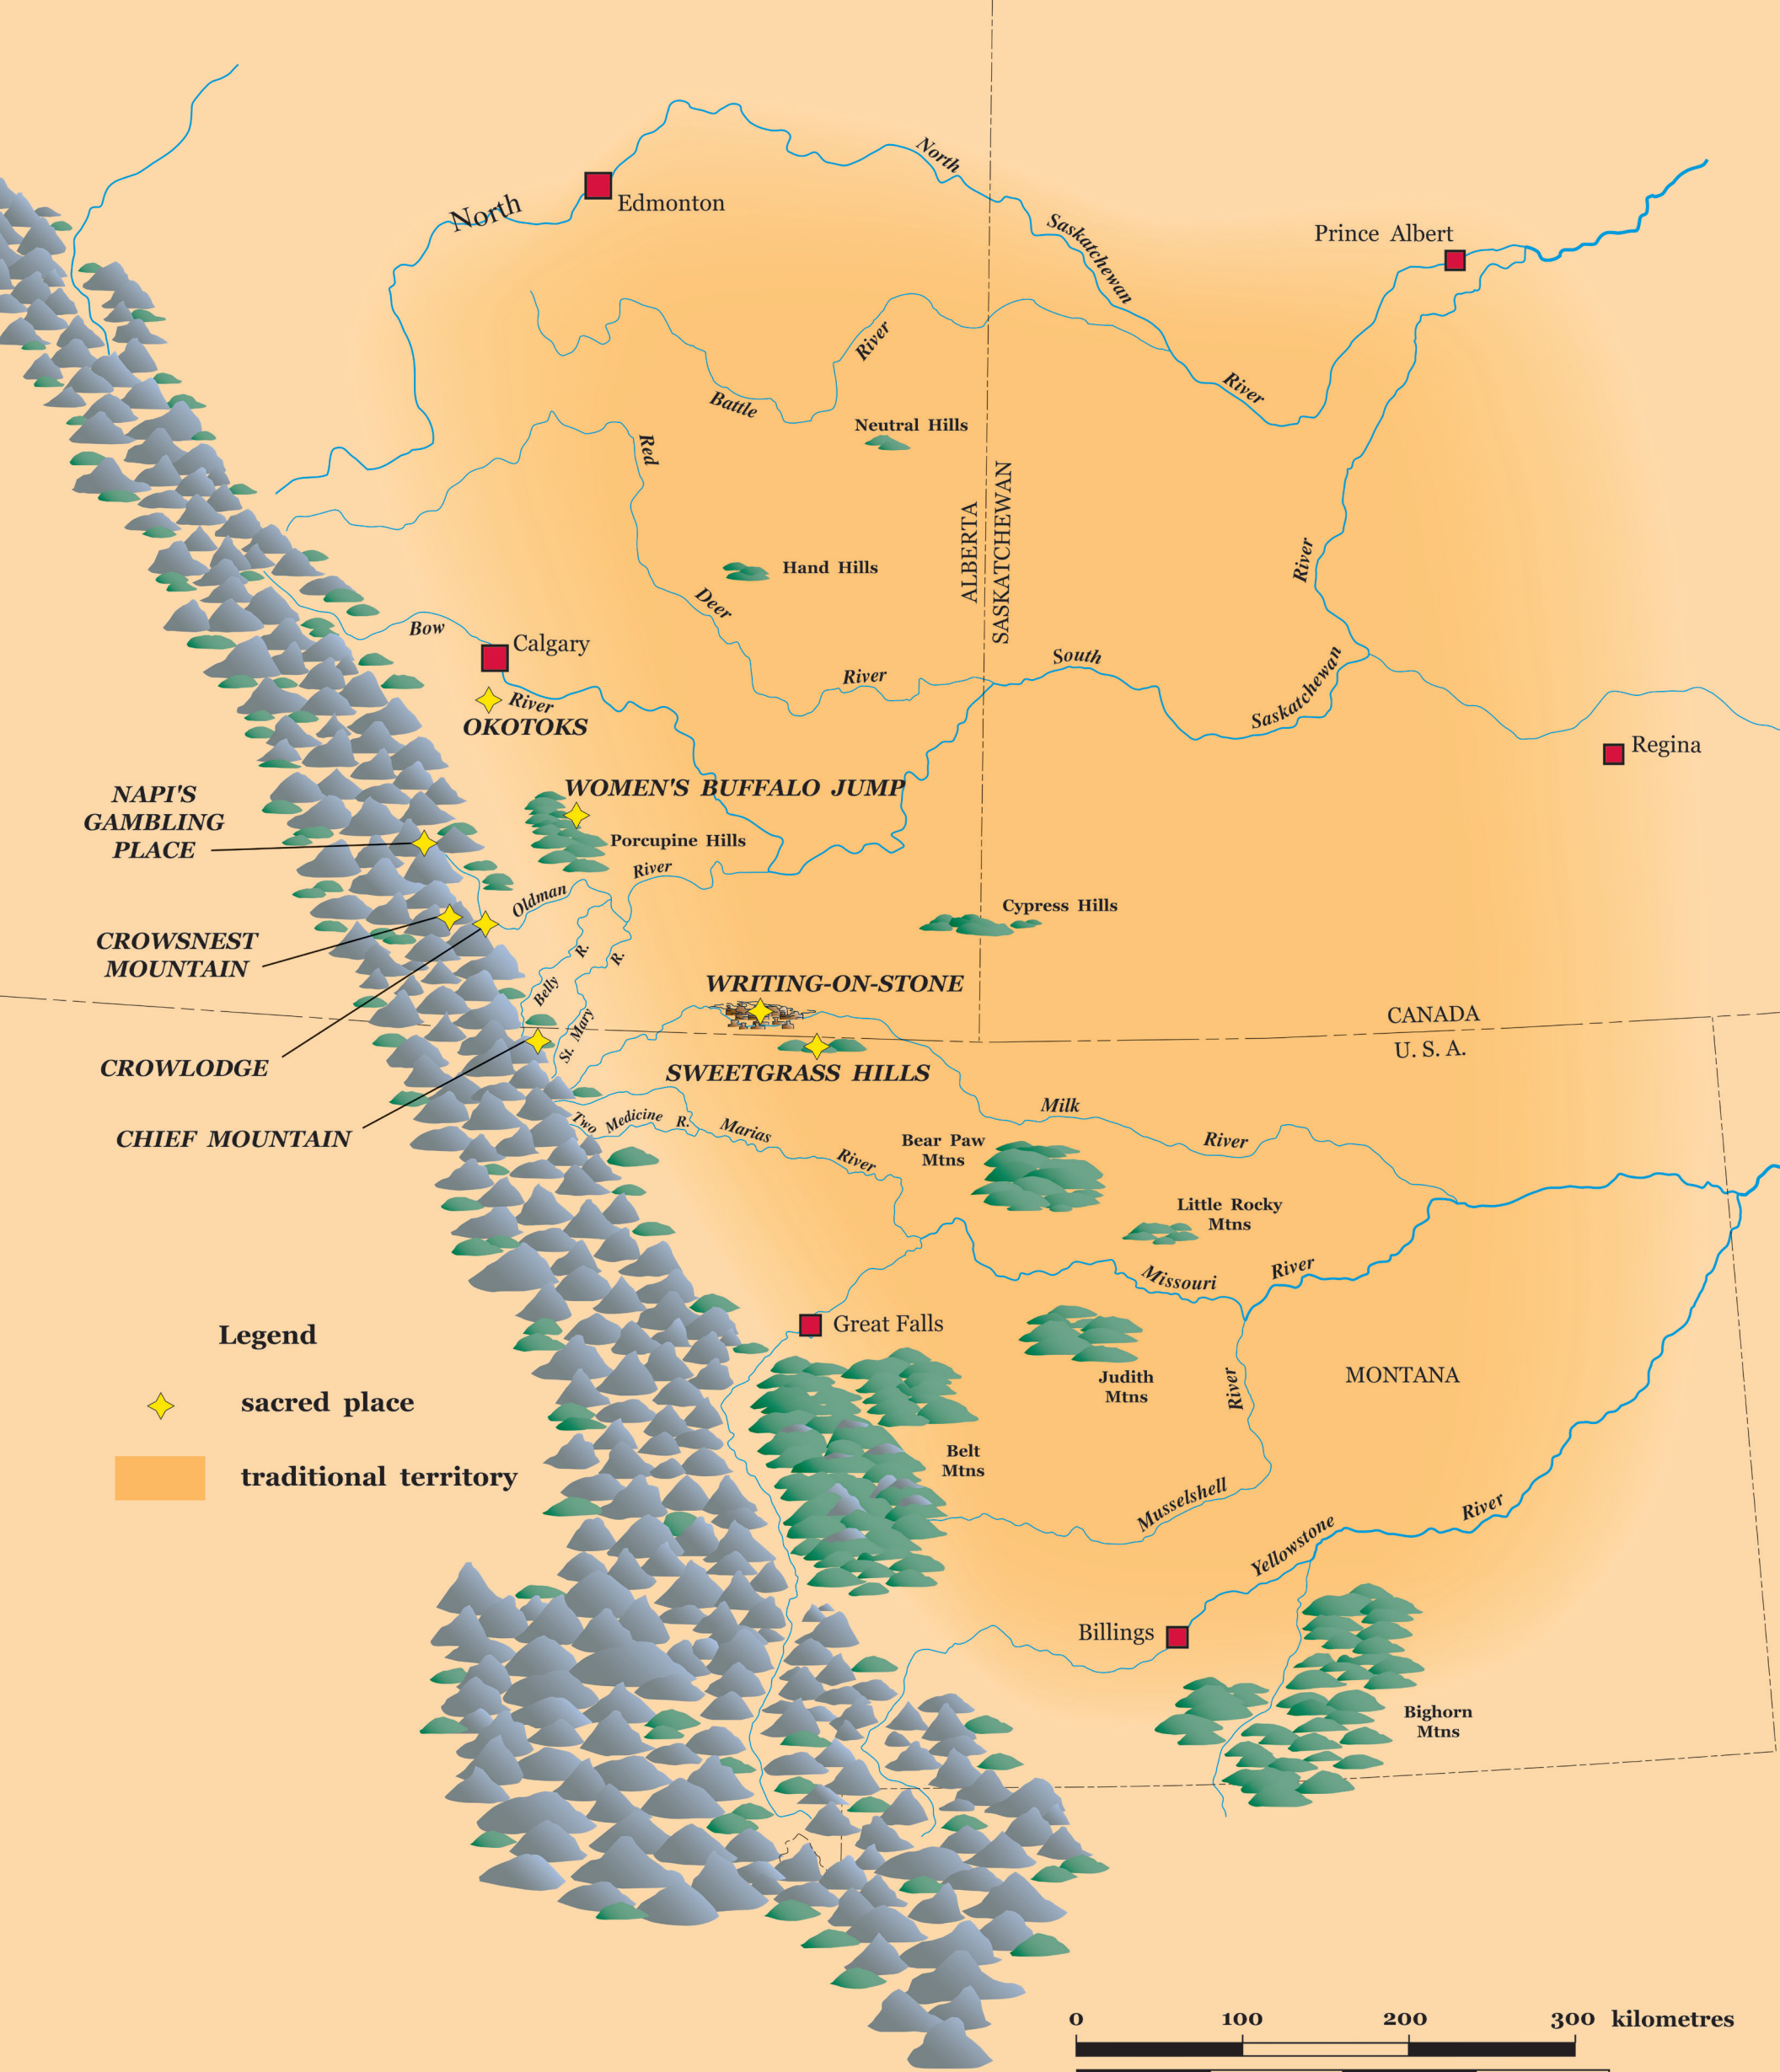 North
North
Edmonton
Saskatchewan
Prince Albert
River
River
Battle
Neutral Hills
Red
ALBERTA
SASKATCHEWAN
Hand Hills
River
Deer
Bow
Calgary
South
River
Saskatchewan
River
OKOTOKS
Regina
WOMEN'S BUFFALO JUMP
NAPI'S
GAMBLING
PLACE
Porcupine Hills
River
Oldman
Cypress Hills
CROWSNEST
MOUNTAIN
R.
R.
Belly
St. Mary
WRITING-ON-STONE
CANADA
U. S. A.
CROWLODGE
SWEETGRASS HILLS
Milk
River
CHIEF MOUNTAIN
Two Medicine R.
Marias
River
Bear Paw
Mtns
Little Rocky
Mtns
Missouri
River
Great Falls
Legend
sacred place
traditional territory
Judith
Mtns
River
MONTANA
Belt
Mtns
Musselshell
Yellowstone
River
Billings
Bighorn
Mtns
0 100 200 300 kilometres